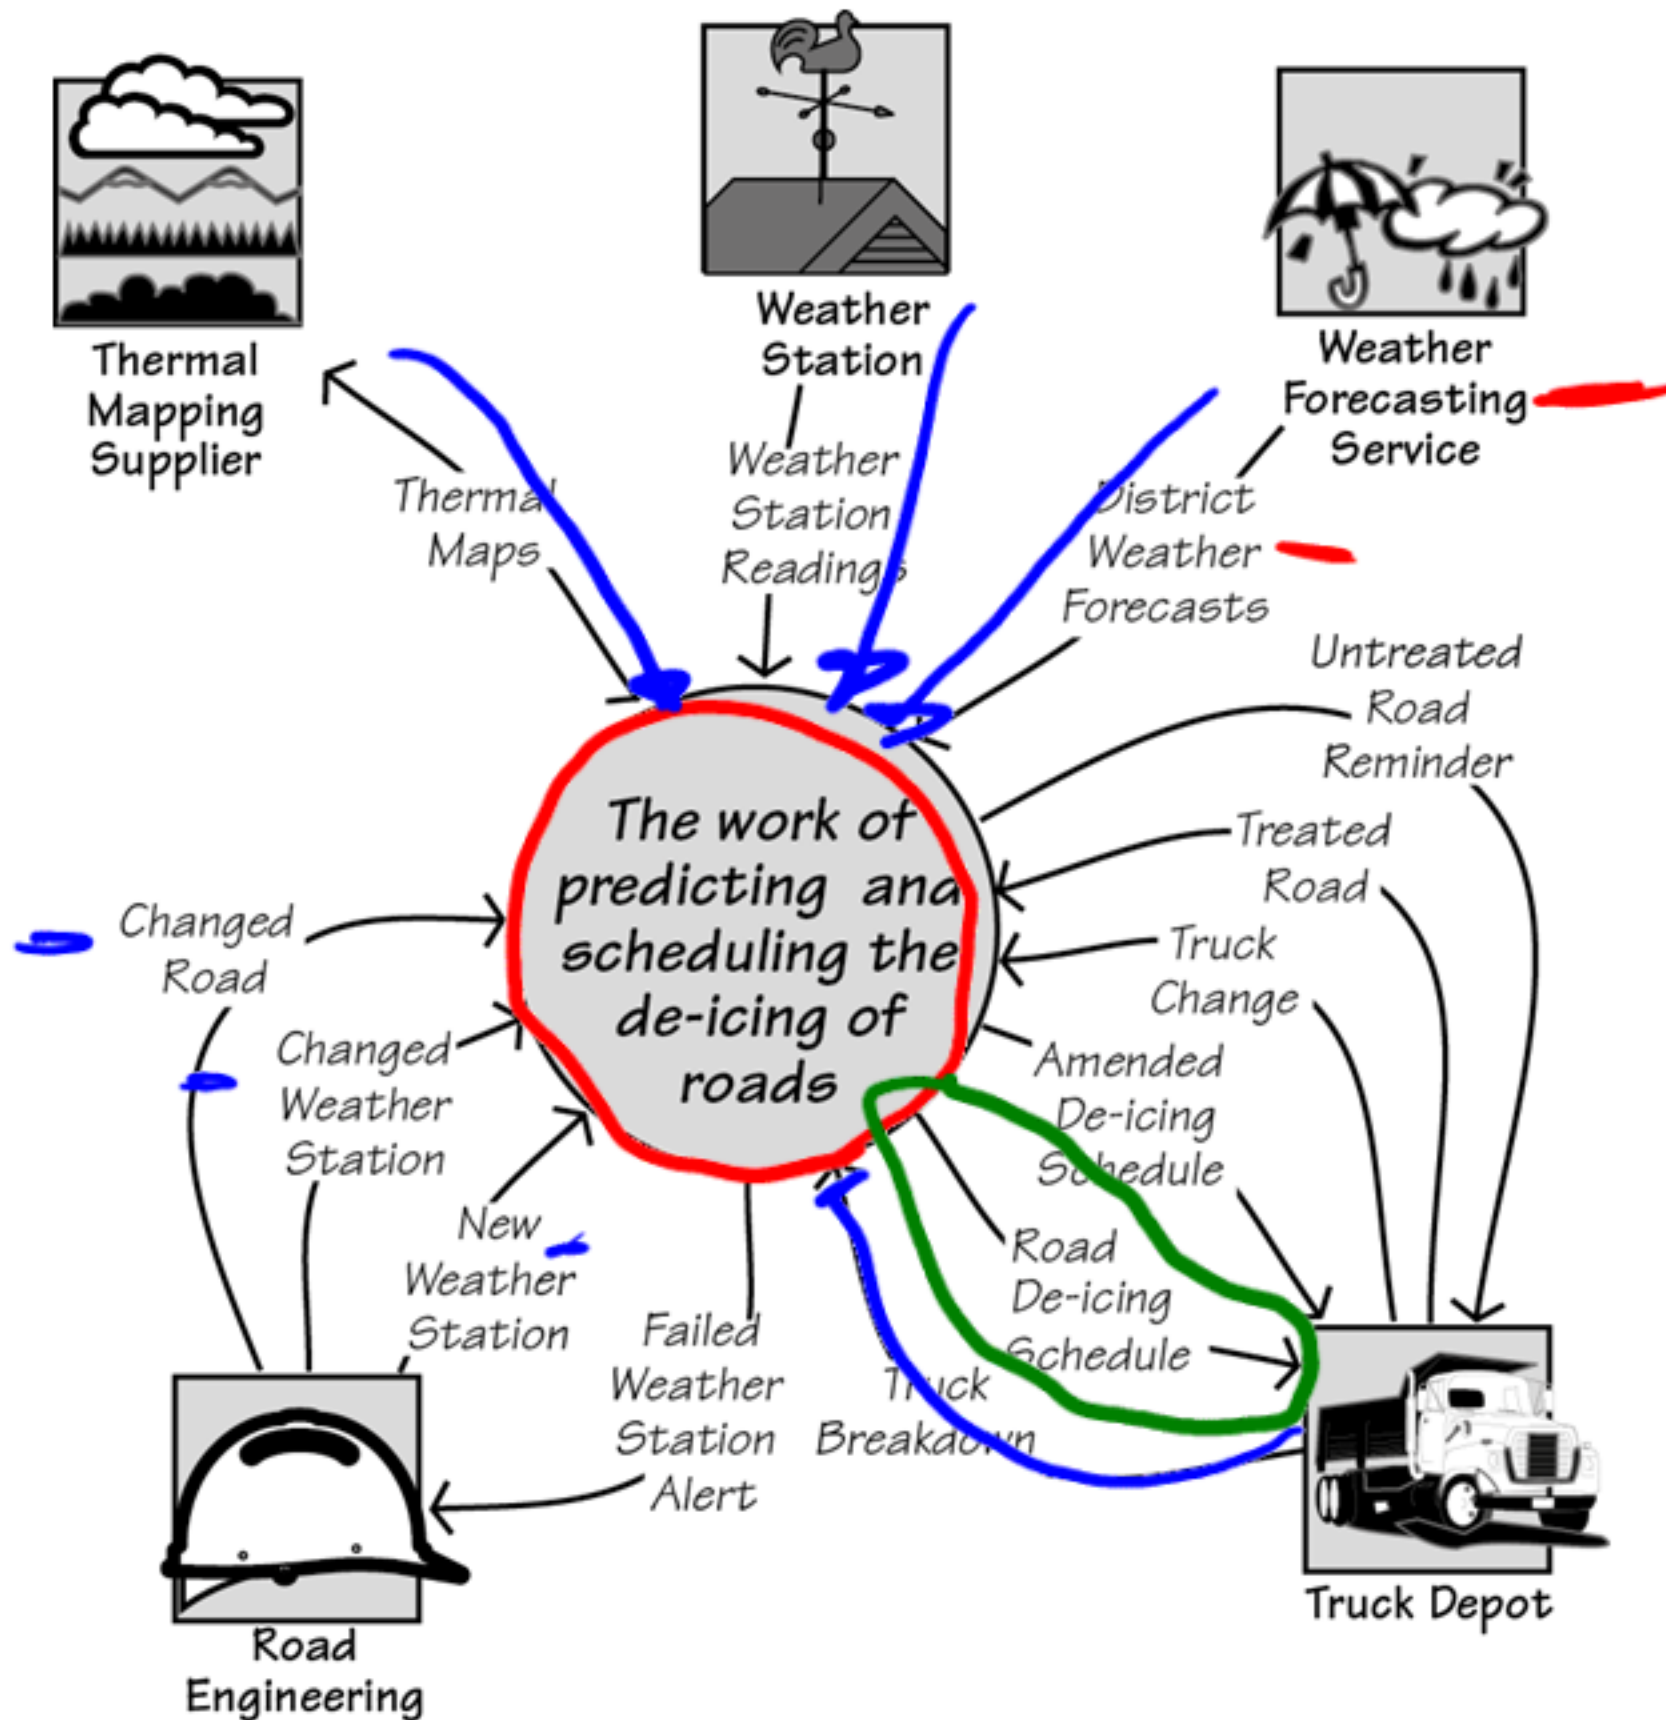 Thermal
Mapping
Supplier
Weather
Station
Weather
Forecasting
Service
Thermal
Maps
Weather
Station
Readings
District
Weather
Forecasts
Untreated
Road
Reminder
Treated
Road
Truck
Change
The work of
predicting and
scheduling the
de-icing of
roads
Changed
Road
Changed
Weather
Station
New
Weather
Station
Failed
Weather
Station
Alert
Truck
Breakdown
Road
De-icing
Schedule
Amended
De-icing
Schedule
Road
Engineering
Truck Depot